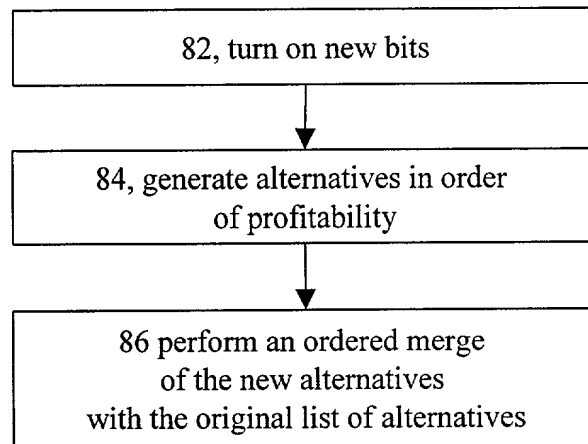 82, turn on new bits
84, generate alternatives in order
of profitability
86 perform an ordered merge
of the new alternatives
with the original list of alternatives